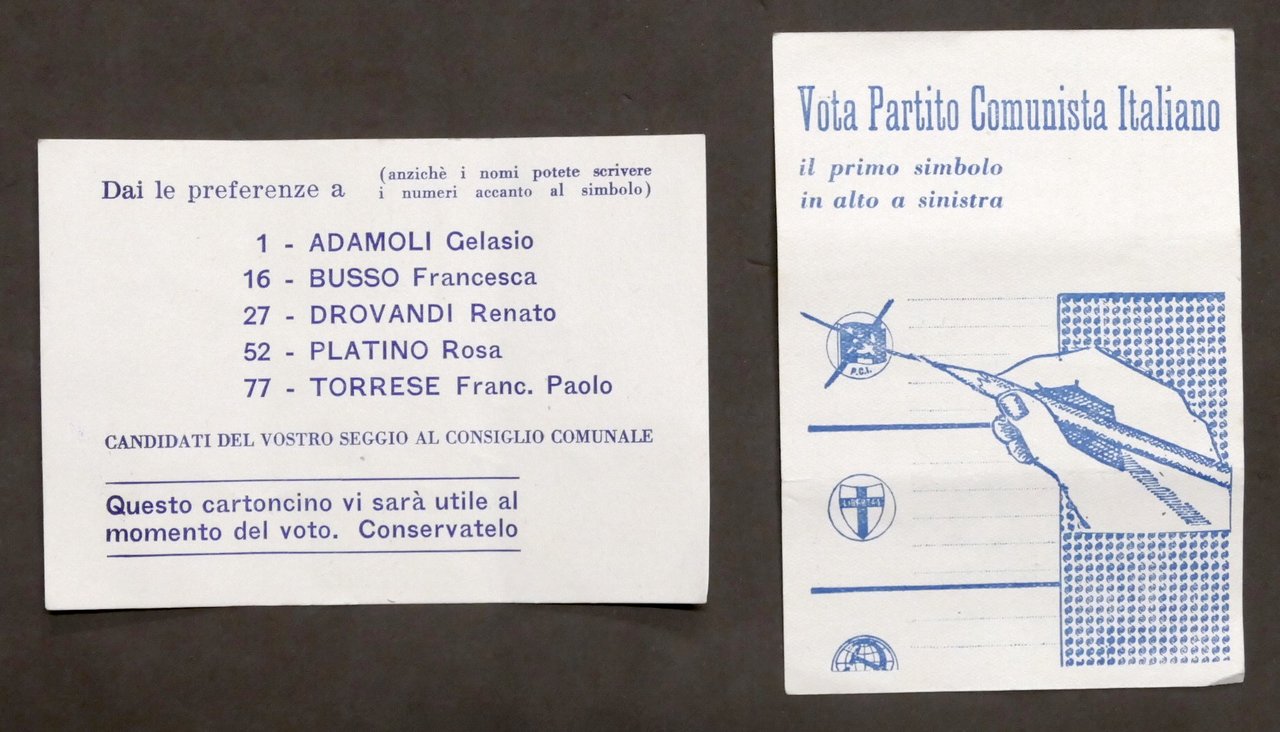 Dai le preferenze a
(anzichè i nomi potete scrivere
i numeri accanto al simbolo)
1 - ADAMOLI Gelasio
16 - BUSSO Francesca
27 - DROVANDI Renato
52 - PLATINO Rosa
77 - TORRESE Franc. Paolo
CANDIDATI DEL VOSTRO SEGGIO AL CONSIGLIO COMUNALE
Questo cartoncino vi sarà utile al
momento del voto. Conservatelo
Vota Partito Comunista Italiano
il primo simbolo
in alto a sinistra
P.C.I.
LIBERTAS